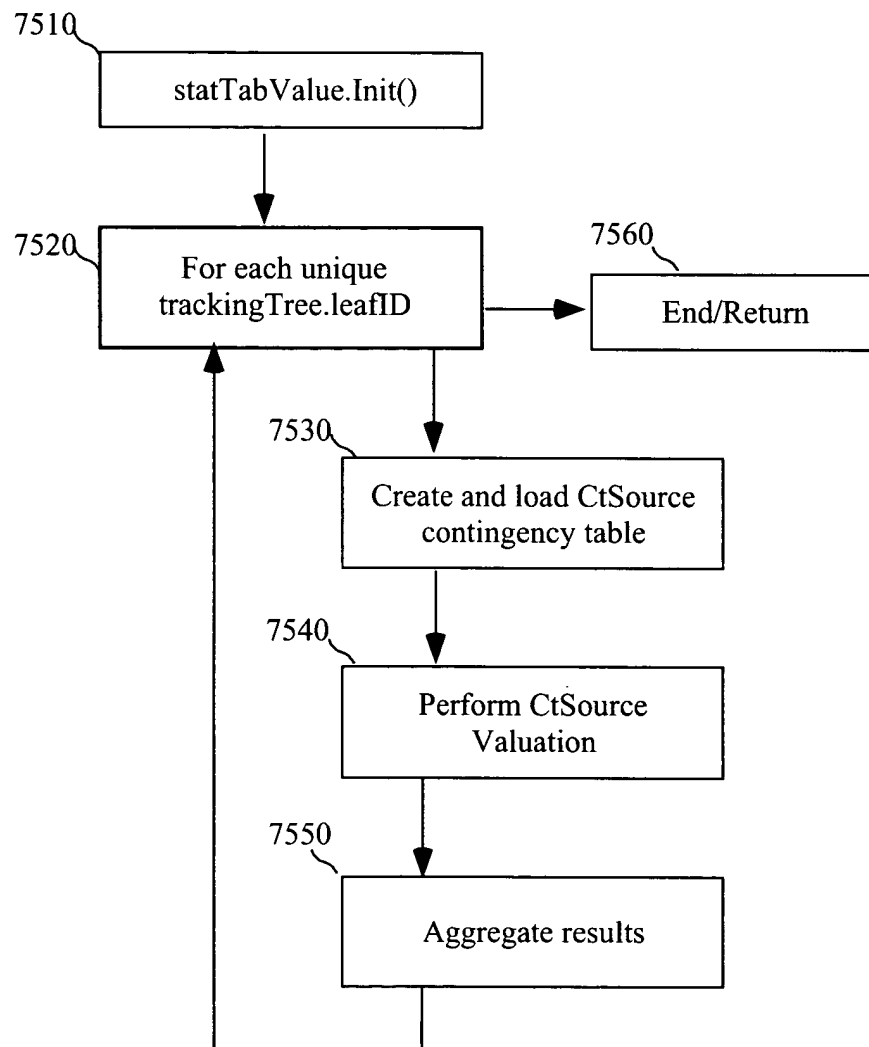 7510
statTabValue.Init()
7520
For each unique
trackingTree.leafID
7560
End/Return
7530
Create and load CtSource
contingency table
7540
Perform CtSource
Valuation
7550
Aggregate results